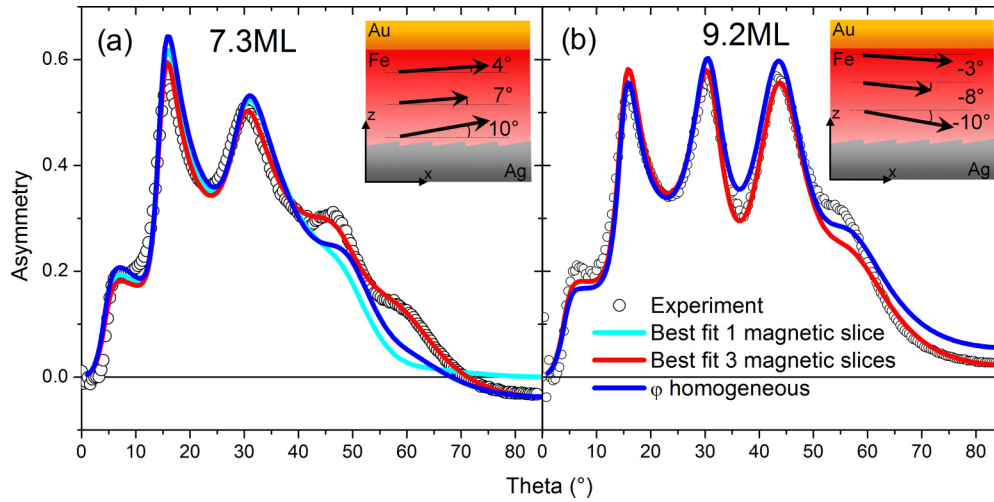 (a) 7.3ML
Au
Fe
4°
7°
10°
z
x
Ag
(b) 9.2ML
Au
Fe
-3°
-8°
-10°
z
x
Ag
Asymmetry
0.6
0.4
0.2
0.0
Experiment
Best fit 1 magnetic slice
Best fit 3 magnetic slices
φ homogeneous
0 10 20 30 40 50 60 70 80
0 10 20 30 40 50 60 70 80
Theta (°)